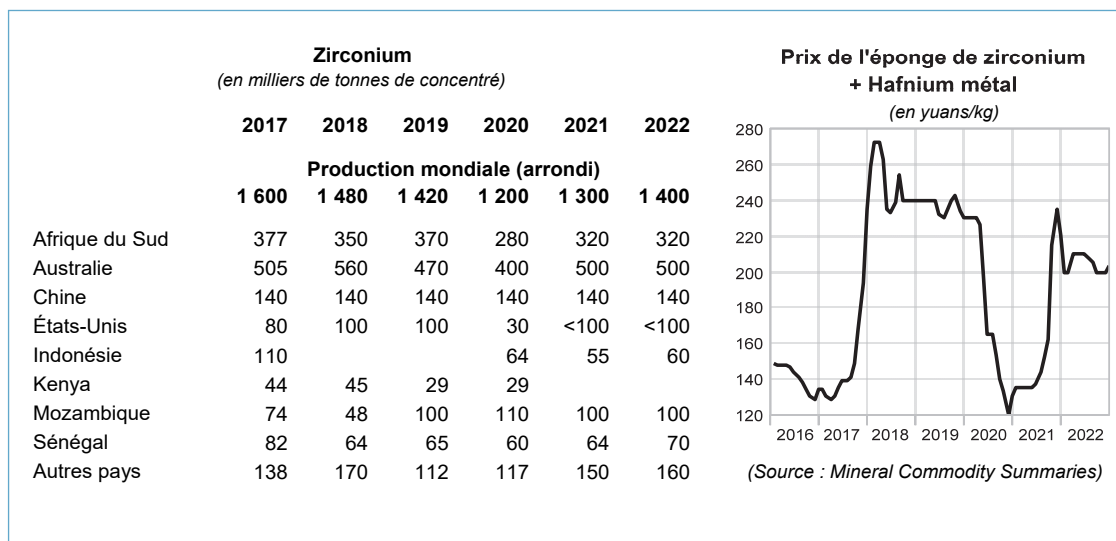 Zirconium
(en milliers de tonnes de concentré)
2017 2018 2019 2020 2021 2022
Production mondiale (arrondi)
1 600 1 480 1 420 1 200 1 300 1 400
Afrique du Sud 377 350 370 280 320 320
Australie 505 560 470 400 500 500
Chine 140 140 140 140 140 140
États-Unis 80 100 100 30 <100 <100
Indonésie 110 64 55 60
Kenya 44 45 29 29
Mozambique 74 48 100 110 100 100
Sénégal 82 64 65 60 64 70
Autres pays 138 170 112 117 150 160
Prix de l'éponge de zirconium
+ Hafnium métal
(en yuans/kg)
280
260
240
220
200
180
160
140
120
2016 2017 2018 2019 2020 2021 2022
(Source : Mineral Commodity Summaries)